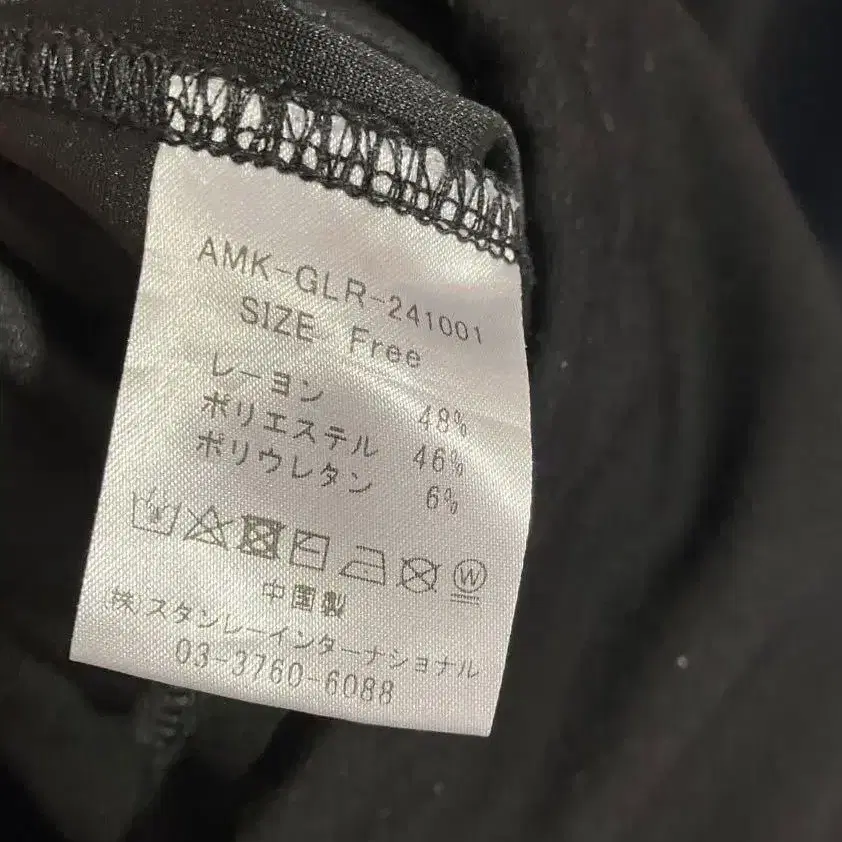 AMK-GLR-241001
SIZE Free
レーヨン 48%
ポリエステル 46%
ポリウレタン 6%
W
中国製
(株)スタンレーインターナショナル
03-3760-6088